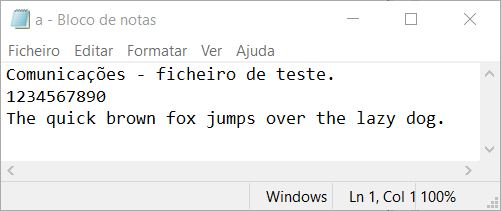 a - Bloco de notas
Ficheiro Editar Formatar Ver Ajuda
Comunicações - ficheiro de teste.
1234567890
The quick brown fox jumps over the lazy dog.
Windows Ln 1, Col 1 100%